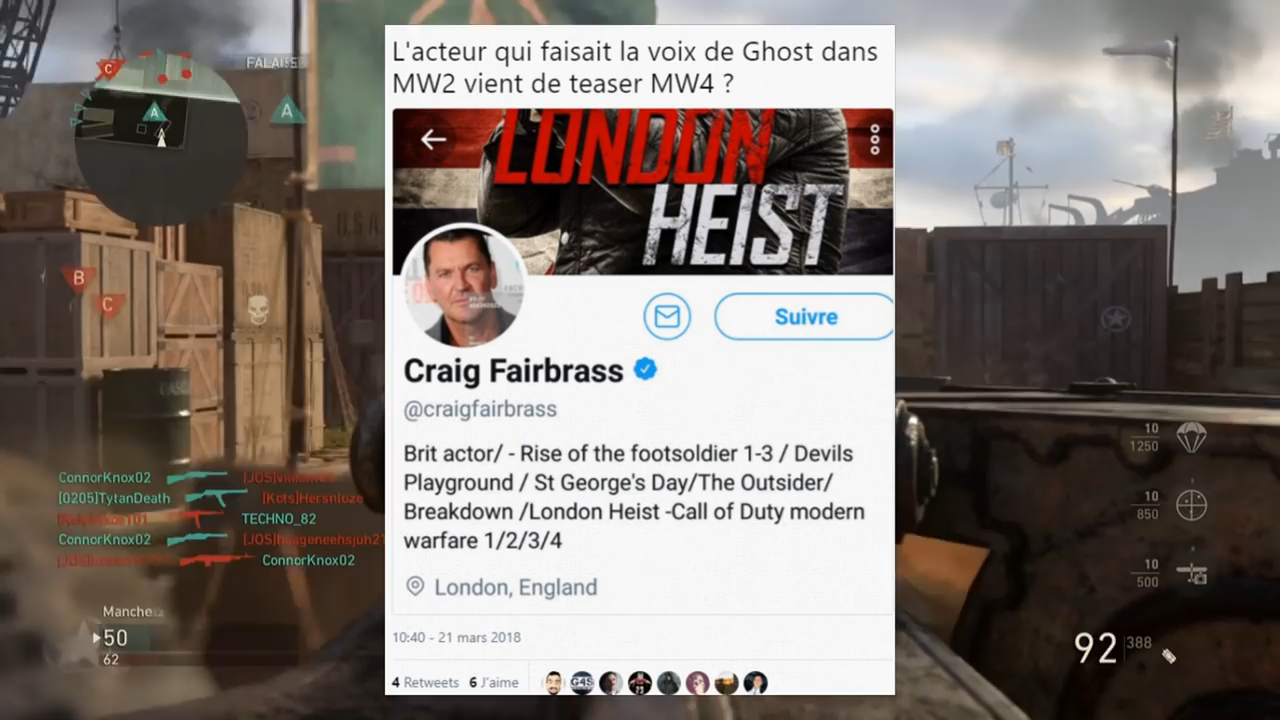 L'acteur qui faisait la voix de Ghost dans
MW2 vient de teaser MW4 ?
LONDON
HEIST
Suivre
Craig Fairbrass
@craigfairbrass
Brit actor/ - Rise of the footsoldier 1-3 / Devils
Playground / St George's Day/The Outsider/
Breakdown /London Heist -Call of Duty modern
warfare 1/2/3/4
London, England
10:40 - 21 mars 2018
4 Retweets 6 J'aime
G4S
C
FALAISE
A
A
B
C
U.S.A.
ConnorKnox02
[0205]TytanDeath [Kots]Hersnloze
TECHNO_82
ConnorKnox02
ConnorKnox02
Manche
50
62
10
1250
10
850
10
500
92 388